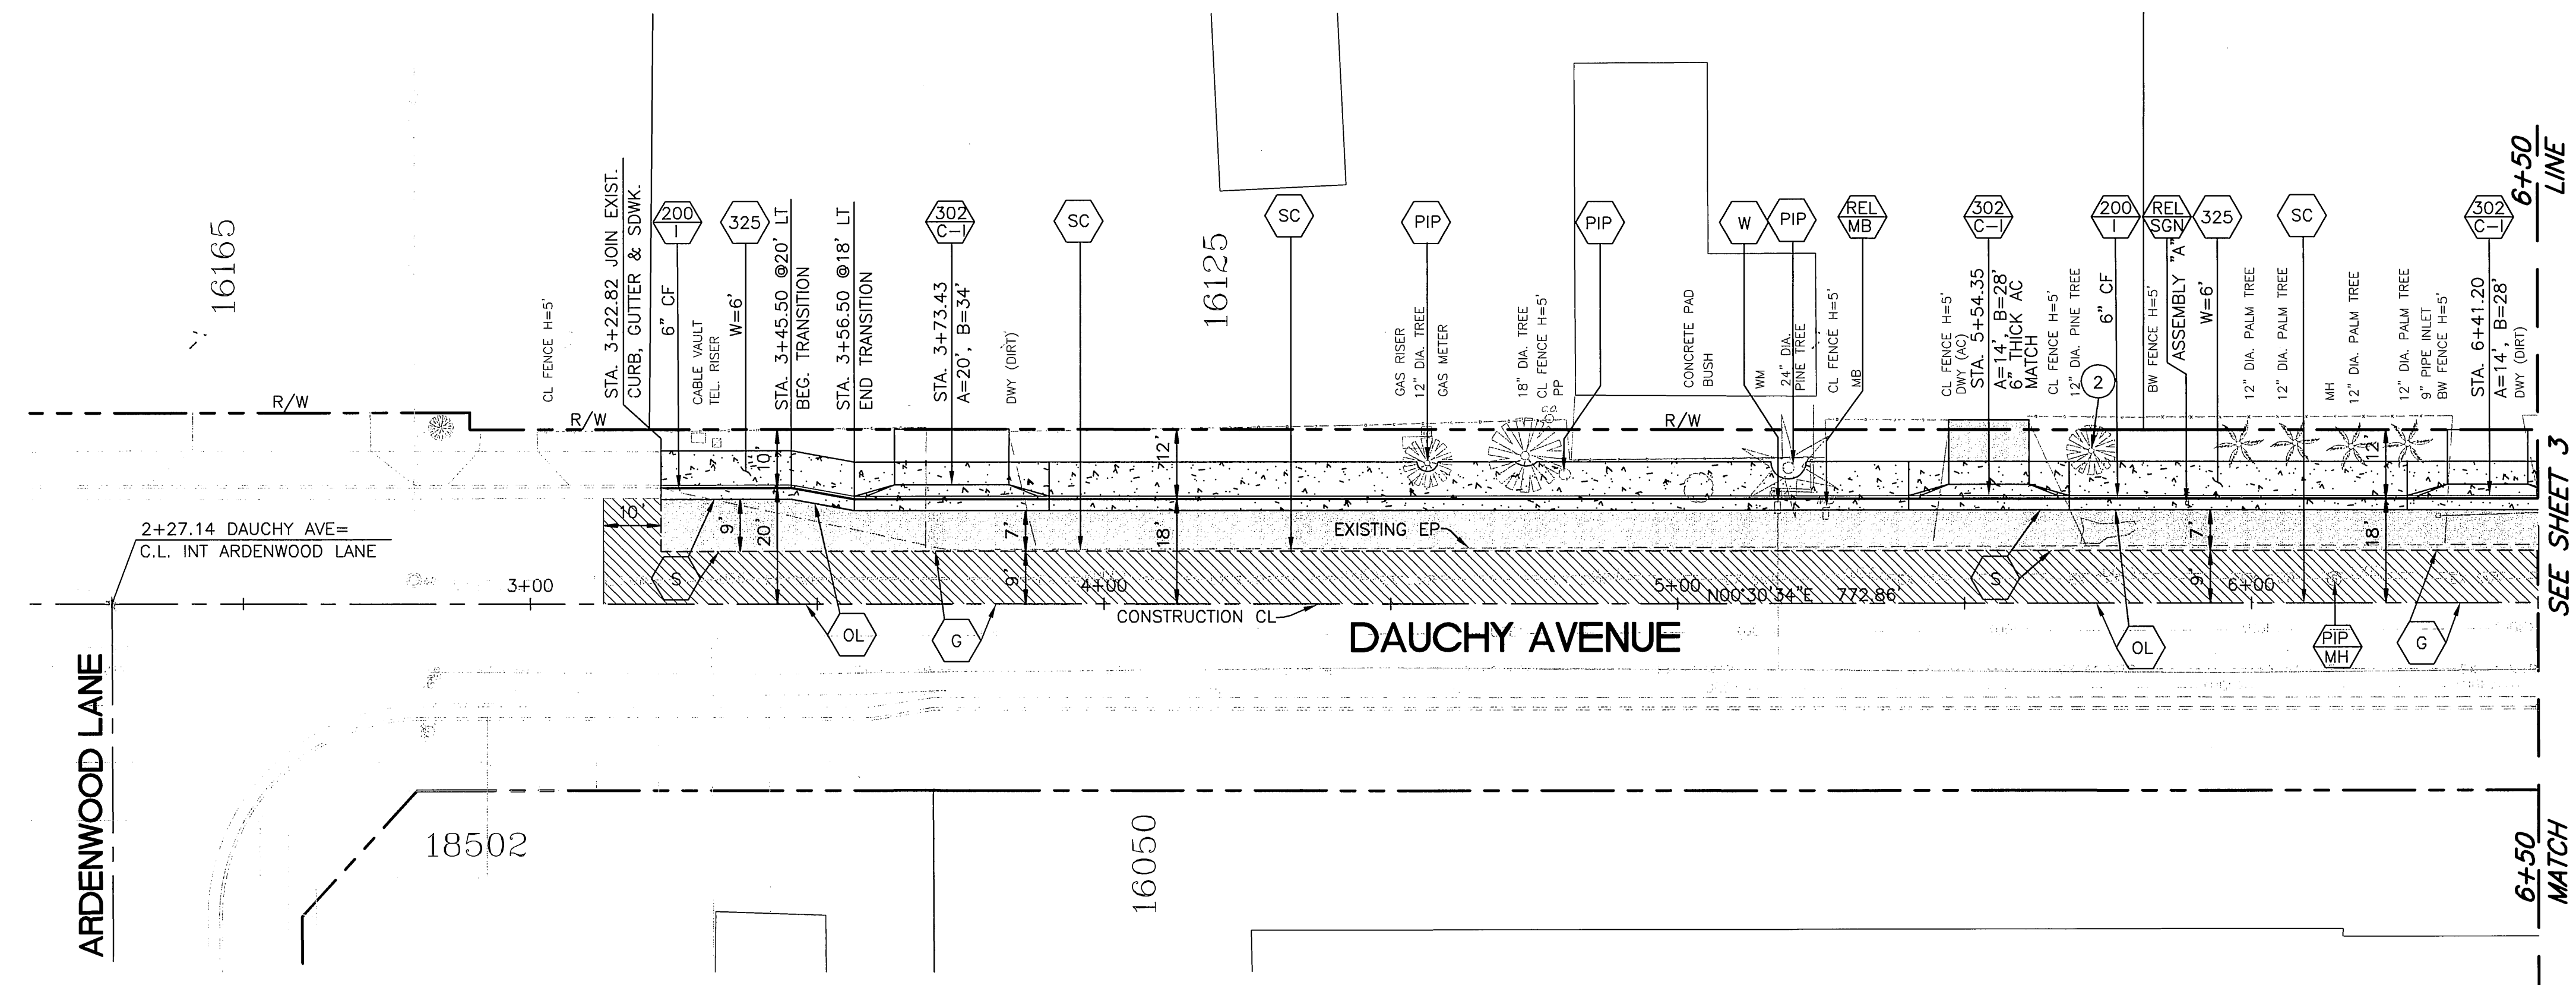 16165
CL FENCE H=5'
STA. 3+22.82 JOIN EXIST.
CURB, GUTTER & SDWK.
200
I
6" CF
CABLE VAULT
TEL. RISER
325
W=6'
STA. 3+45.50 @20' LT
BEG. TRANSITION
STA. 3+56.50 @18' LT
END TRANSITION
302
C-I
STA. 3+73.43
A=20', B=34'
DWY (DIRT)
SC
16125
SC
GAS RISER
12" DIA. TREE
GAS METER
PIP
18" DIA. TREE
CL FENCE H=5'
PP
PIP
CONCRETE PAD
BUSH
W
WM
PIP
24" DIA.
PINE TREE
CL FENCE H=5'
REL
MB
MB
CL FENCE H=5'
DWY (AC)
302
C-I
STA. 5+54.35
A=14' B=28'
6" THICK AC
MATCH
CL FENCE H=5'
12" DIA. PINE TREE
2
200
I
6" CF
BW FENCE H=5'
REL
SGN
ASSEMBLY "A"
325
W=6'
12" DIA. PALM TREE
12" DIA. PALM TREE
SC
MH
12" DIA. PALM TREE
12" DIA. PALM TREE
9" PIPE INLET
BW FENCE H=5'
302
C-I
STA. 6+41.20
A=14', B=28'
DWY (DIRT)
6+50
LINE
SEE SHEET 3
R/W
R/W
R/W
10'
12'
12'
10'
9'
20'
7'
9'
18'
7'
9'
18'
EXISTING EP
2+27.14 DAUCHY AVE=
C.L. INT ARDENWOOD LANE
S
S
3+00
4+00
5+00
N00°30'34"E 772.86'
6+00
CONSTRUCTION CL
OL
G
DAUCHY AVENUE
OL
PIP
MH
G
ARDENWOOD LANE
18502
16050
6+50
MATCH